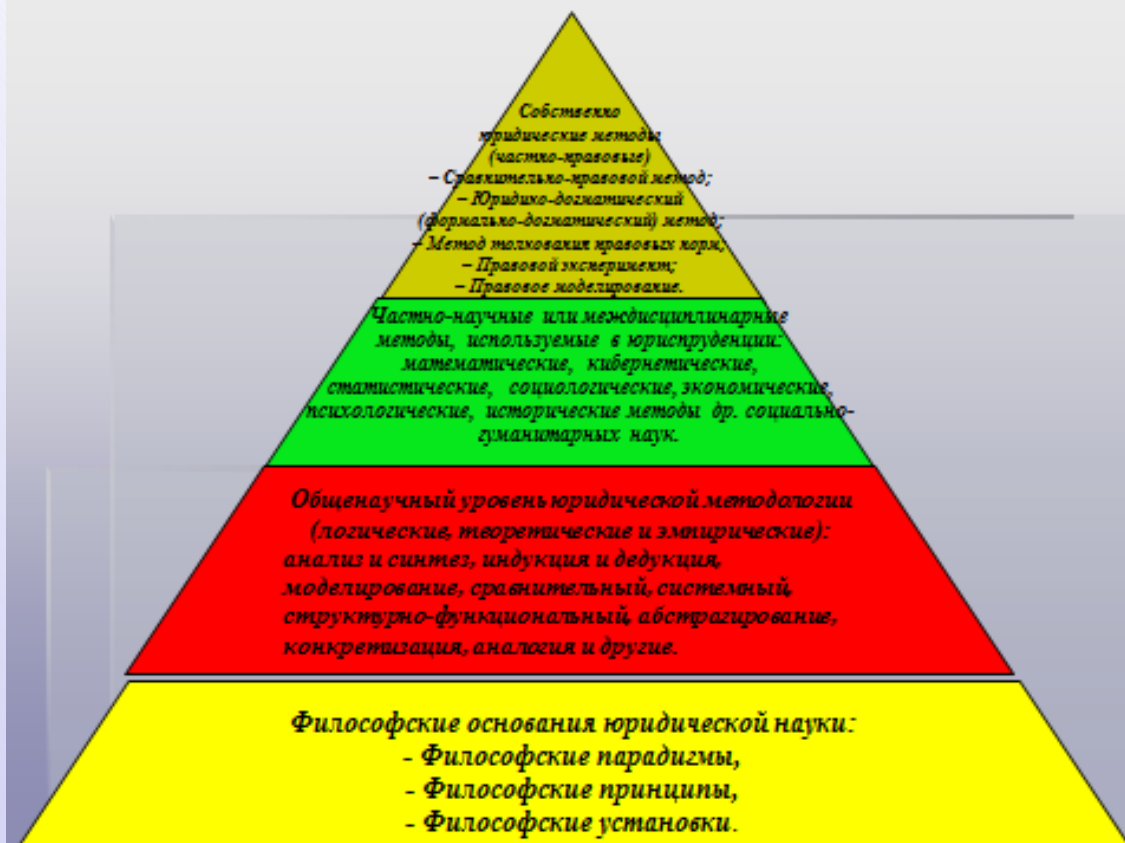 Собственно
юридические методы
(частно-правовые)
– Сравнительно-правовой метод;
– Юридико-догматический
(формально-догматический) метод;
– Метод толкования правовых норм;
– Правовой эксперимент;
– Правовое моделирование.
Частно-научные или междисциплинарные
методы, используемые в юриспруденции:
математические, кибернетические,
статистические, социологические, экономические,
психологические, исторические методы др. социально-
гуманитарных наук.
Общенаучный уровень юридической методологии
(логические, теоретические и эмпирические):
анализ и синтез, индукция и дедукция,
моделирование, сравнительный, системный,
структурно-функциональный, абстрагирование,
конкретизация, аналогия и другие.
Философские основания юридической науки:
- Философские парадигмы,
- Философские принципы,
- Философские установки.